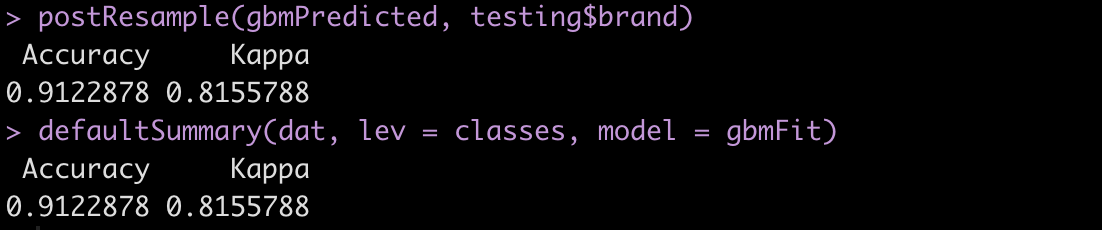 > postResample(gbmPredicted, testing$brand)
 Accuracy     Kappa
0.9122878 0.8155788
> defaultSummary(dat, lev = classes, model = gbmFit)
 Accuracy     Kappa
0.9122878 0.8155788